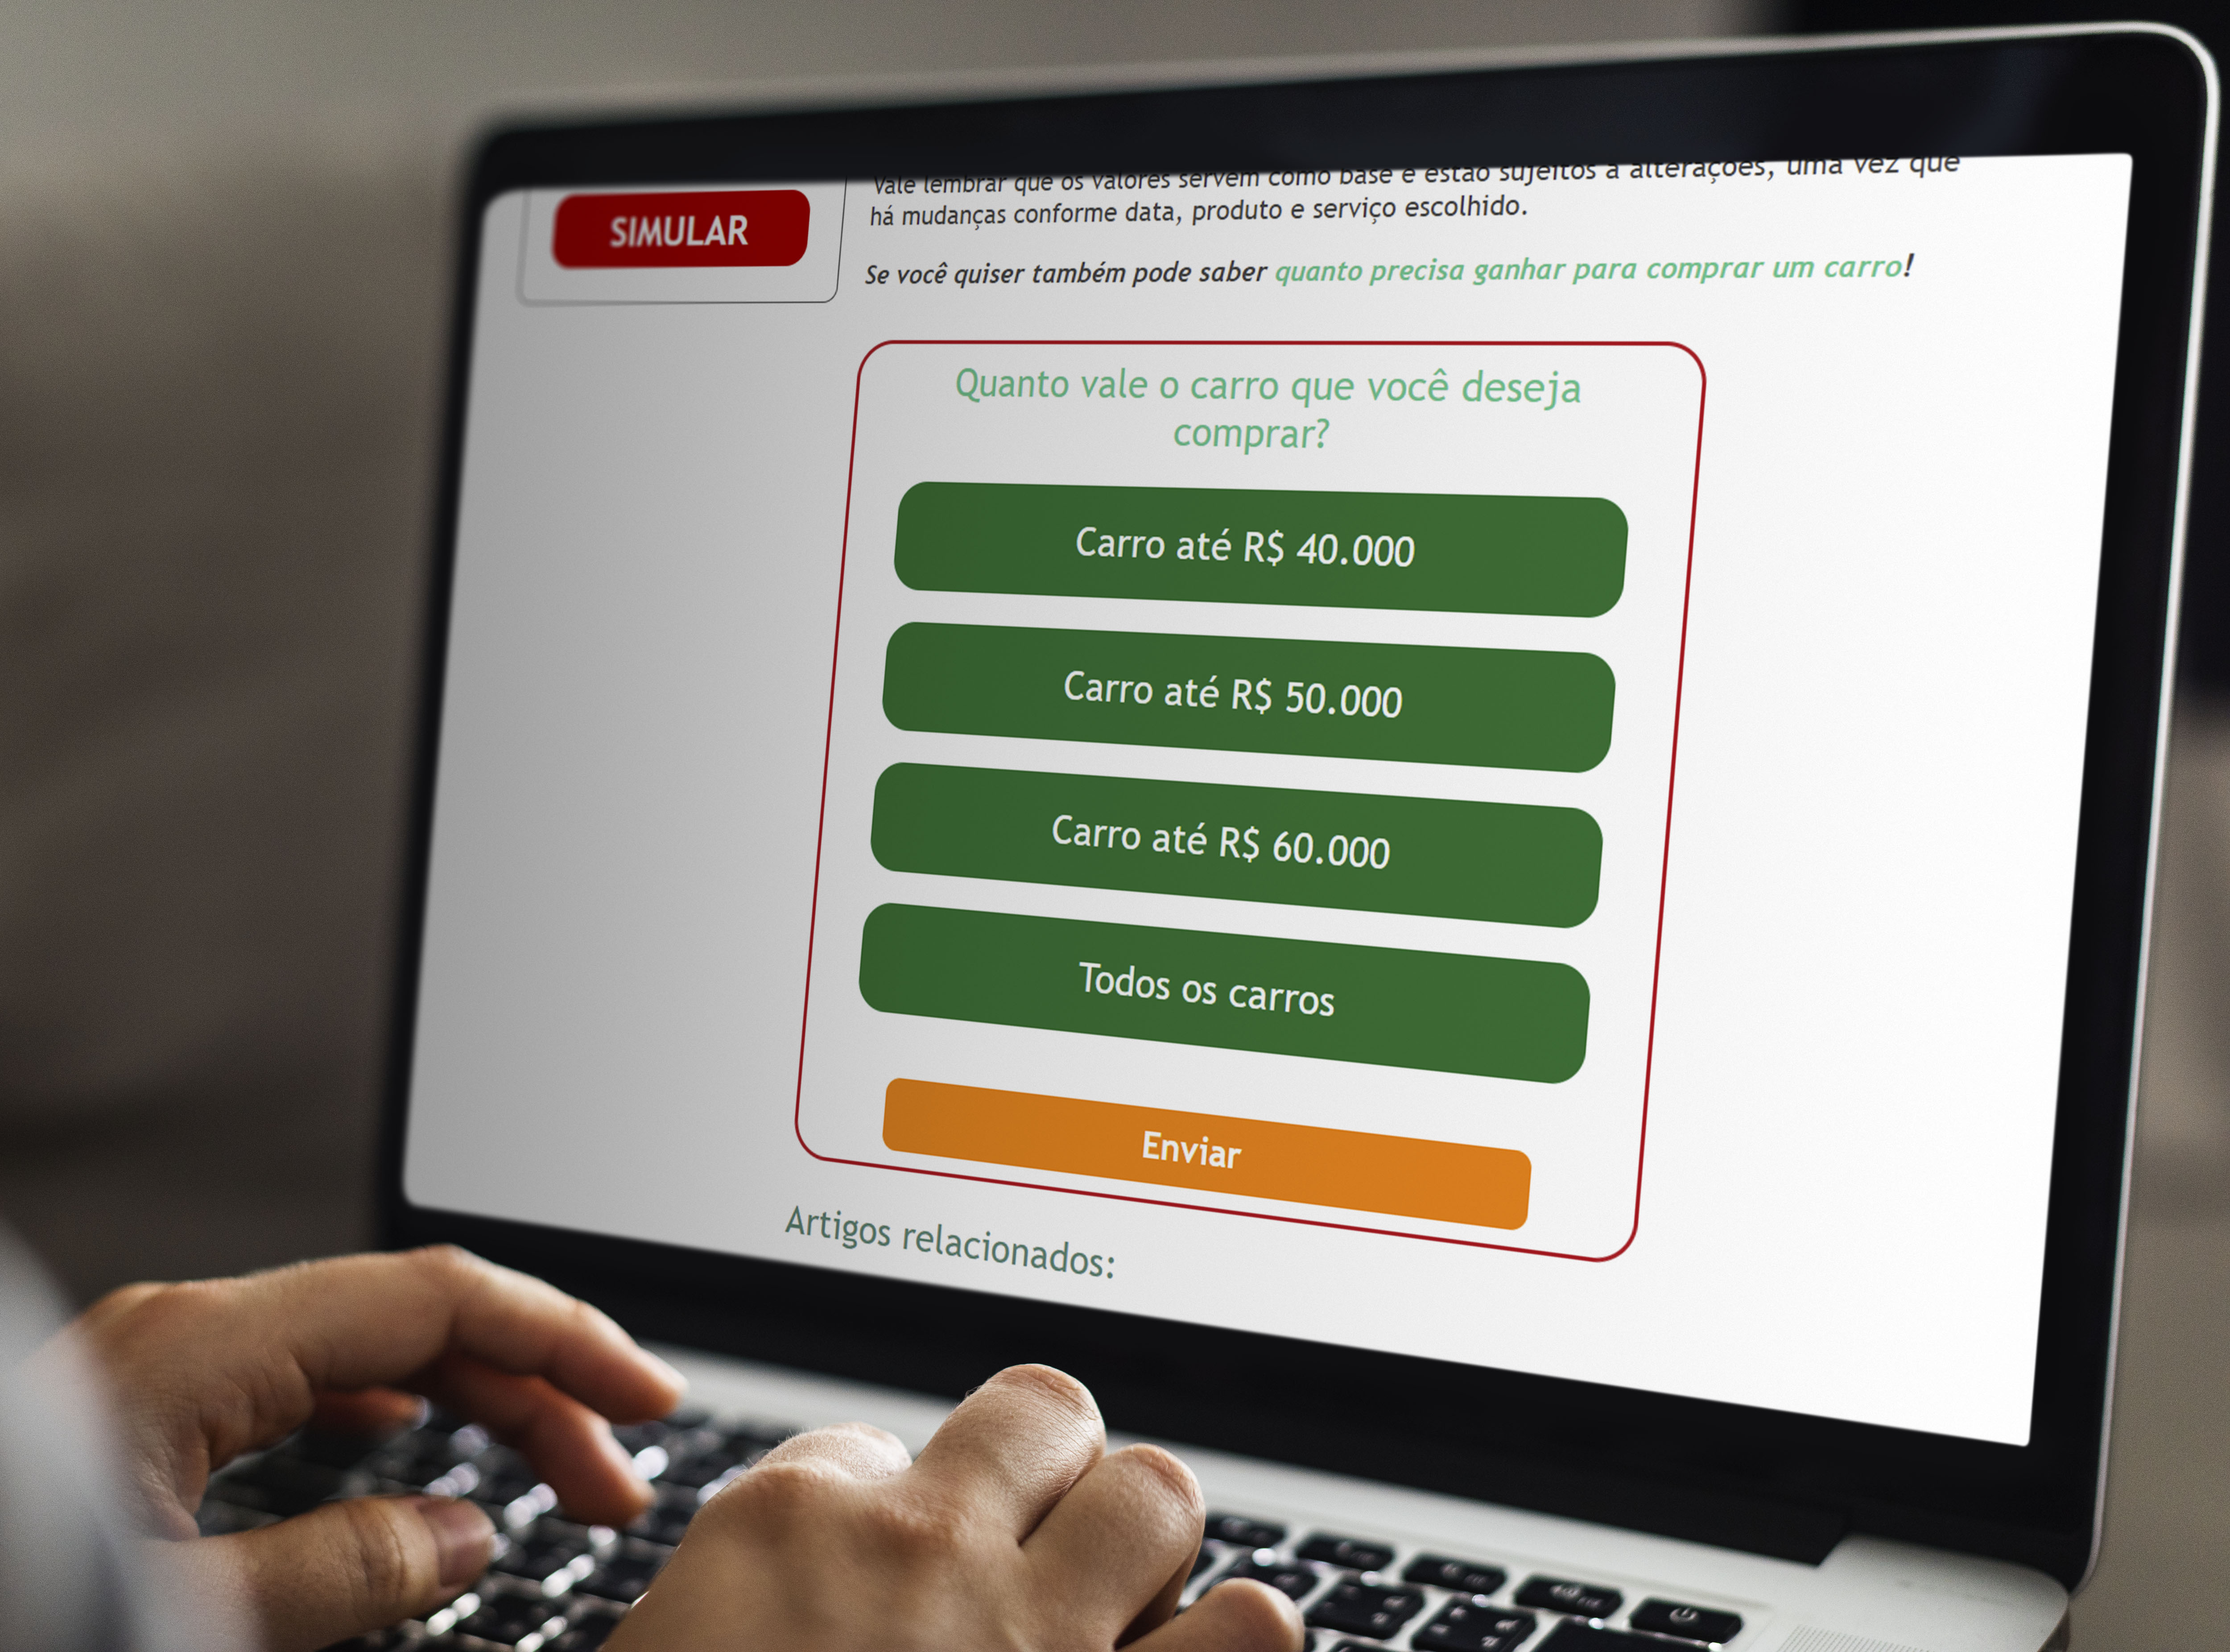 SIMULAR
Vale lembrar que os valores servem como base e estão sujeitos a alterações, uma vez que
há mudanças conforme data, produto e serviço escolhido.
Se você quiser também pode saber quanto precisa ganhar para comprar um carro!
Quanto vale o carro que você deseja
comprar?
Carro até R$ 40.000
Carro até R$ 50.000
Carro até R$ 60.000
Todos os carros
Enviar
Artigos relacionados: